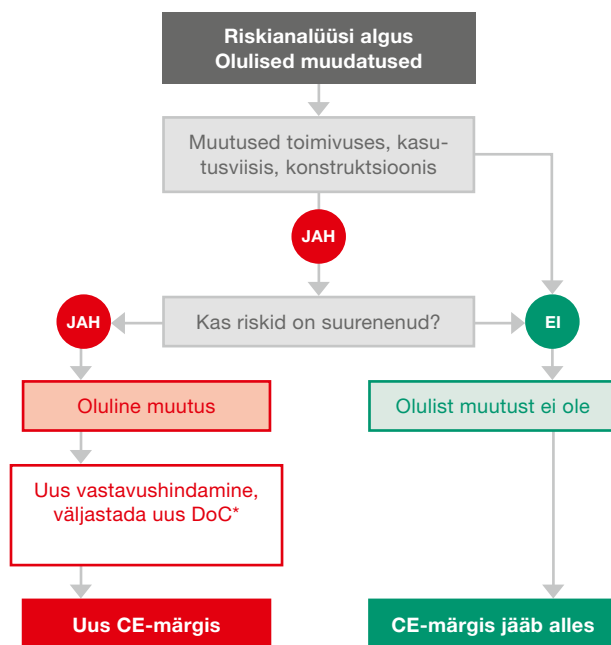 Riskianalüüsi algus
Olulised muudatused
Muutused toimivuses, kasu-
tusviisis, konstruktsioonis
JAH
JAH
Kas riskid on suurenenud?
EI
Oluline muutus
Olulist muutust ei ole
Uus vastavushindamine,
väljastada uus DoC*
Uus CE-märgis
CE-märgis jääb alles